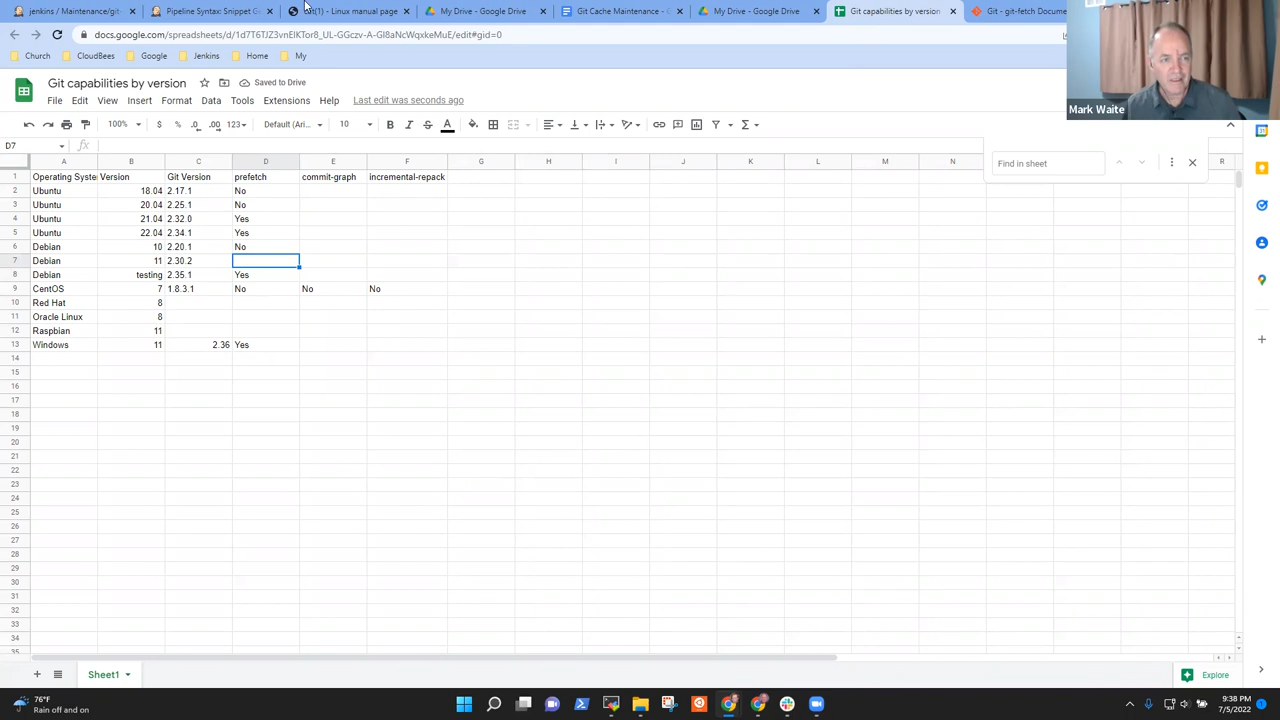 jenkins / Maintenance/git- Pipeline Syntax: Snippet G git(1) - Linux manual page My Drive - Google Drive Git Cache Maintenance - G My Drive - Google Drive Git capabilities by version Git - git-fetch Docume
docs.google.com/spreadsheets/d/1d7T6TJZ3vnEIKTor8_UL-GGczv-A-GI8aNcWqxkeMuE/edit#gid=0
Church CloudBees Google Jenkins Home My
Git capabilities by version Saved to Drive
File Edit View Insert Format Data Tools Extensions Help Last edit was seconds ago
Mark Waite
100% $ % .0 .00 123 Default (Ari... 10 B I S A
D7
Find in sheet
A B C D E F G H I J K L M N R
1 Operating Syste Version Git Version prefetch commit-graph incremental-repack
2 Ubuntu 18.04 2.17.1 No
3 Ubuntu 20.04 2.25.1 No
4 Ubuntu 21.04 2.32.0 Yes
5 Ubuntu 22.04 2.34.1 Yes
6 Debian 10 2.20.1 No
7 Debian 11 2.30.2
8 Debian testing 2.35.1 Yes
9 CentOS 7 1.8.3.1 No No No
10 Red Hat 8
11 Oracle Linux 8
12 Raspbian 11
13 Windows 11 2.36 Yes
14
15
16
17
18
19
20
21
22
23
24
25
26
27
28
29
30
31
32
33
34
35
Sheet1 Explore
76°F
Rain off and on
9:38 PM
7/5/2022